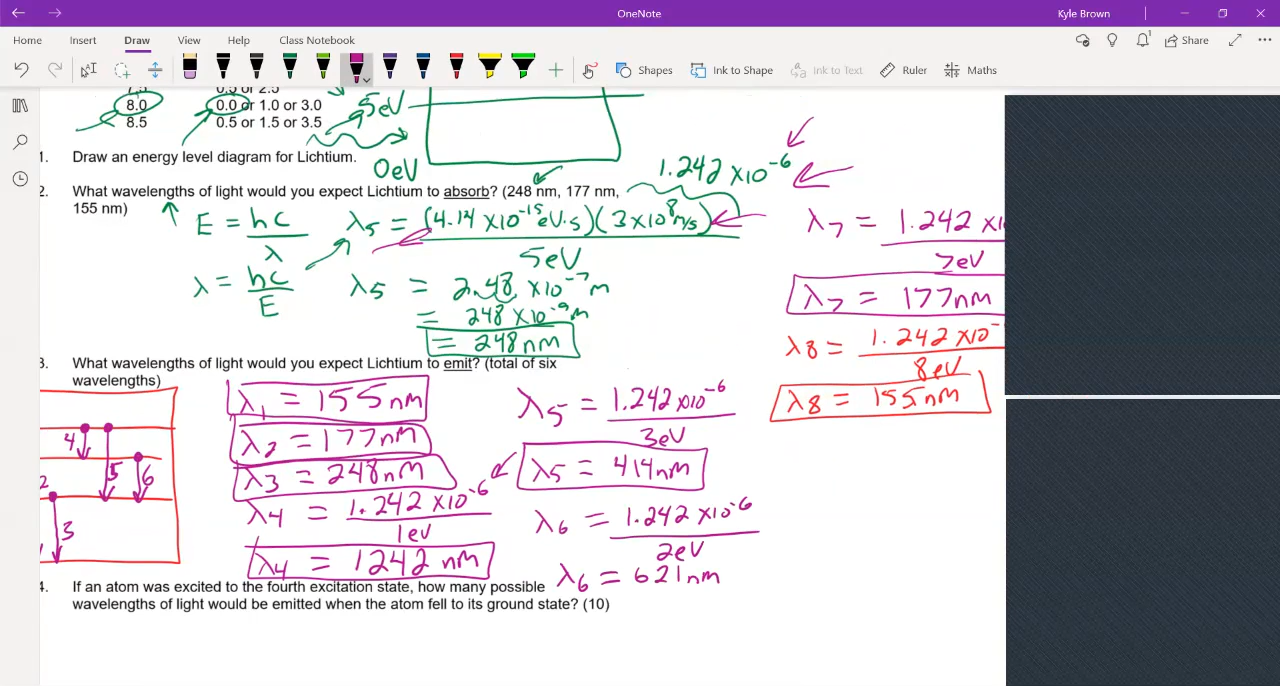 OneNote
Kyle Brown
Home Insert Draw View Help Class Notebook
Share
Shapes Ink to Shape Ink to Text Ruler Maths
7.5 0.5 or 2.5
8.0 0.0 or 1.0 or 3.0
8.5 0.5 or 1.5 or 3.5
5eV
0eV
1. Draw an energy level diagram for Lichtium.
1.242 x10⁻⁶
2. What wavelengths of light would you expect Lichtium to absorb? (248 nm, 177 nm,
155 nm)
E = hc/λ
λ = hc/E
λ5 = (4.14 x10⁻¹⁵ eV·s)(3x10⁸ m/s) / 5eV
λ5 = 2.48 x10⁻⁷ m
= 248 x10⁻⁹ m
= 248nm
λ7 = 1.242 x10 / 7eV
λ7 = 177nm
λ8 = 1.242 x10⁻ / 8eV
λ8 = 155nm
3. What wavelengths of light would you expect Lichtium to emit? (total of six
wavelengths)
4 5 6
2
3
λ1 = 155nm
λ2 = 177nm
λ3 = 248nm
λ4 = 1.242 x10⁻⁶ / 1eV
λ4 = 1242 nm
λ5 = 1.242 x10⁻⁶ / 3eV
λ5 = 414nm
λ6 = 1.242 x10⁻⁶ / 2eV
λ6 = 621nm
4. If an atom was excited to the fourth excitation state, how many possible
wavelengths of light would be emitted when the atom fell to its ground state? (10)